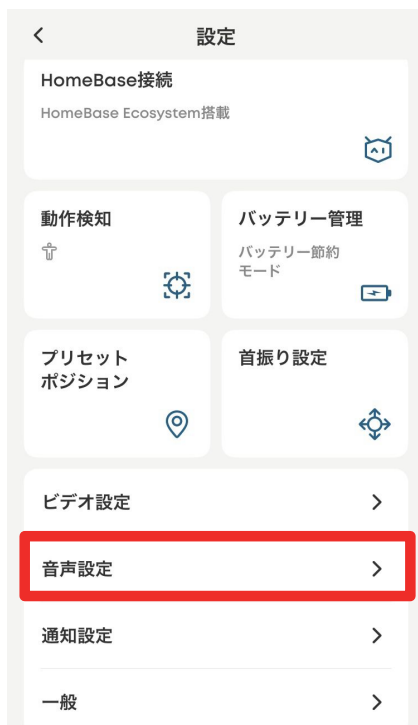 設定
HomeBase接続
HomeBase Ecosystem搭載
動作検知
バッテリー管理
バッテリー節約
モード
プリセット
ポジション
首振り設定
ビデオ設定
音声設定
通知設定
一般